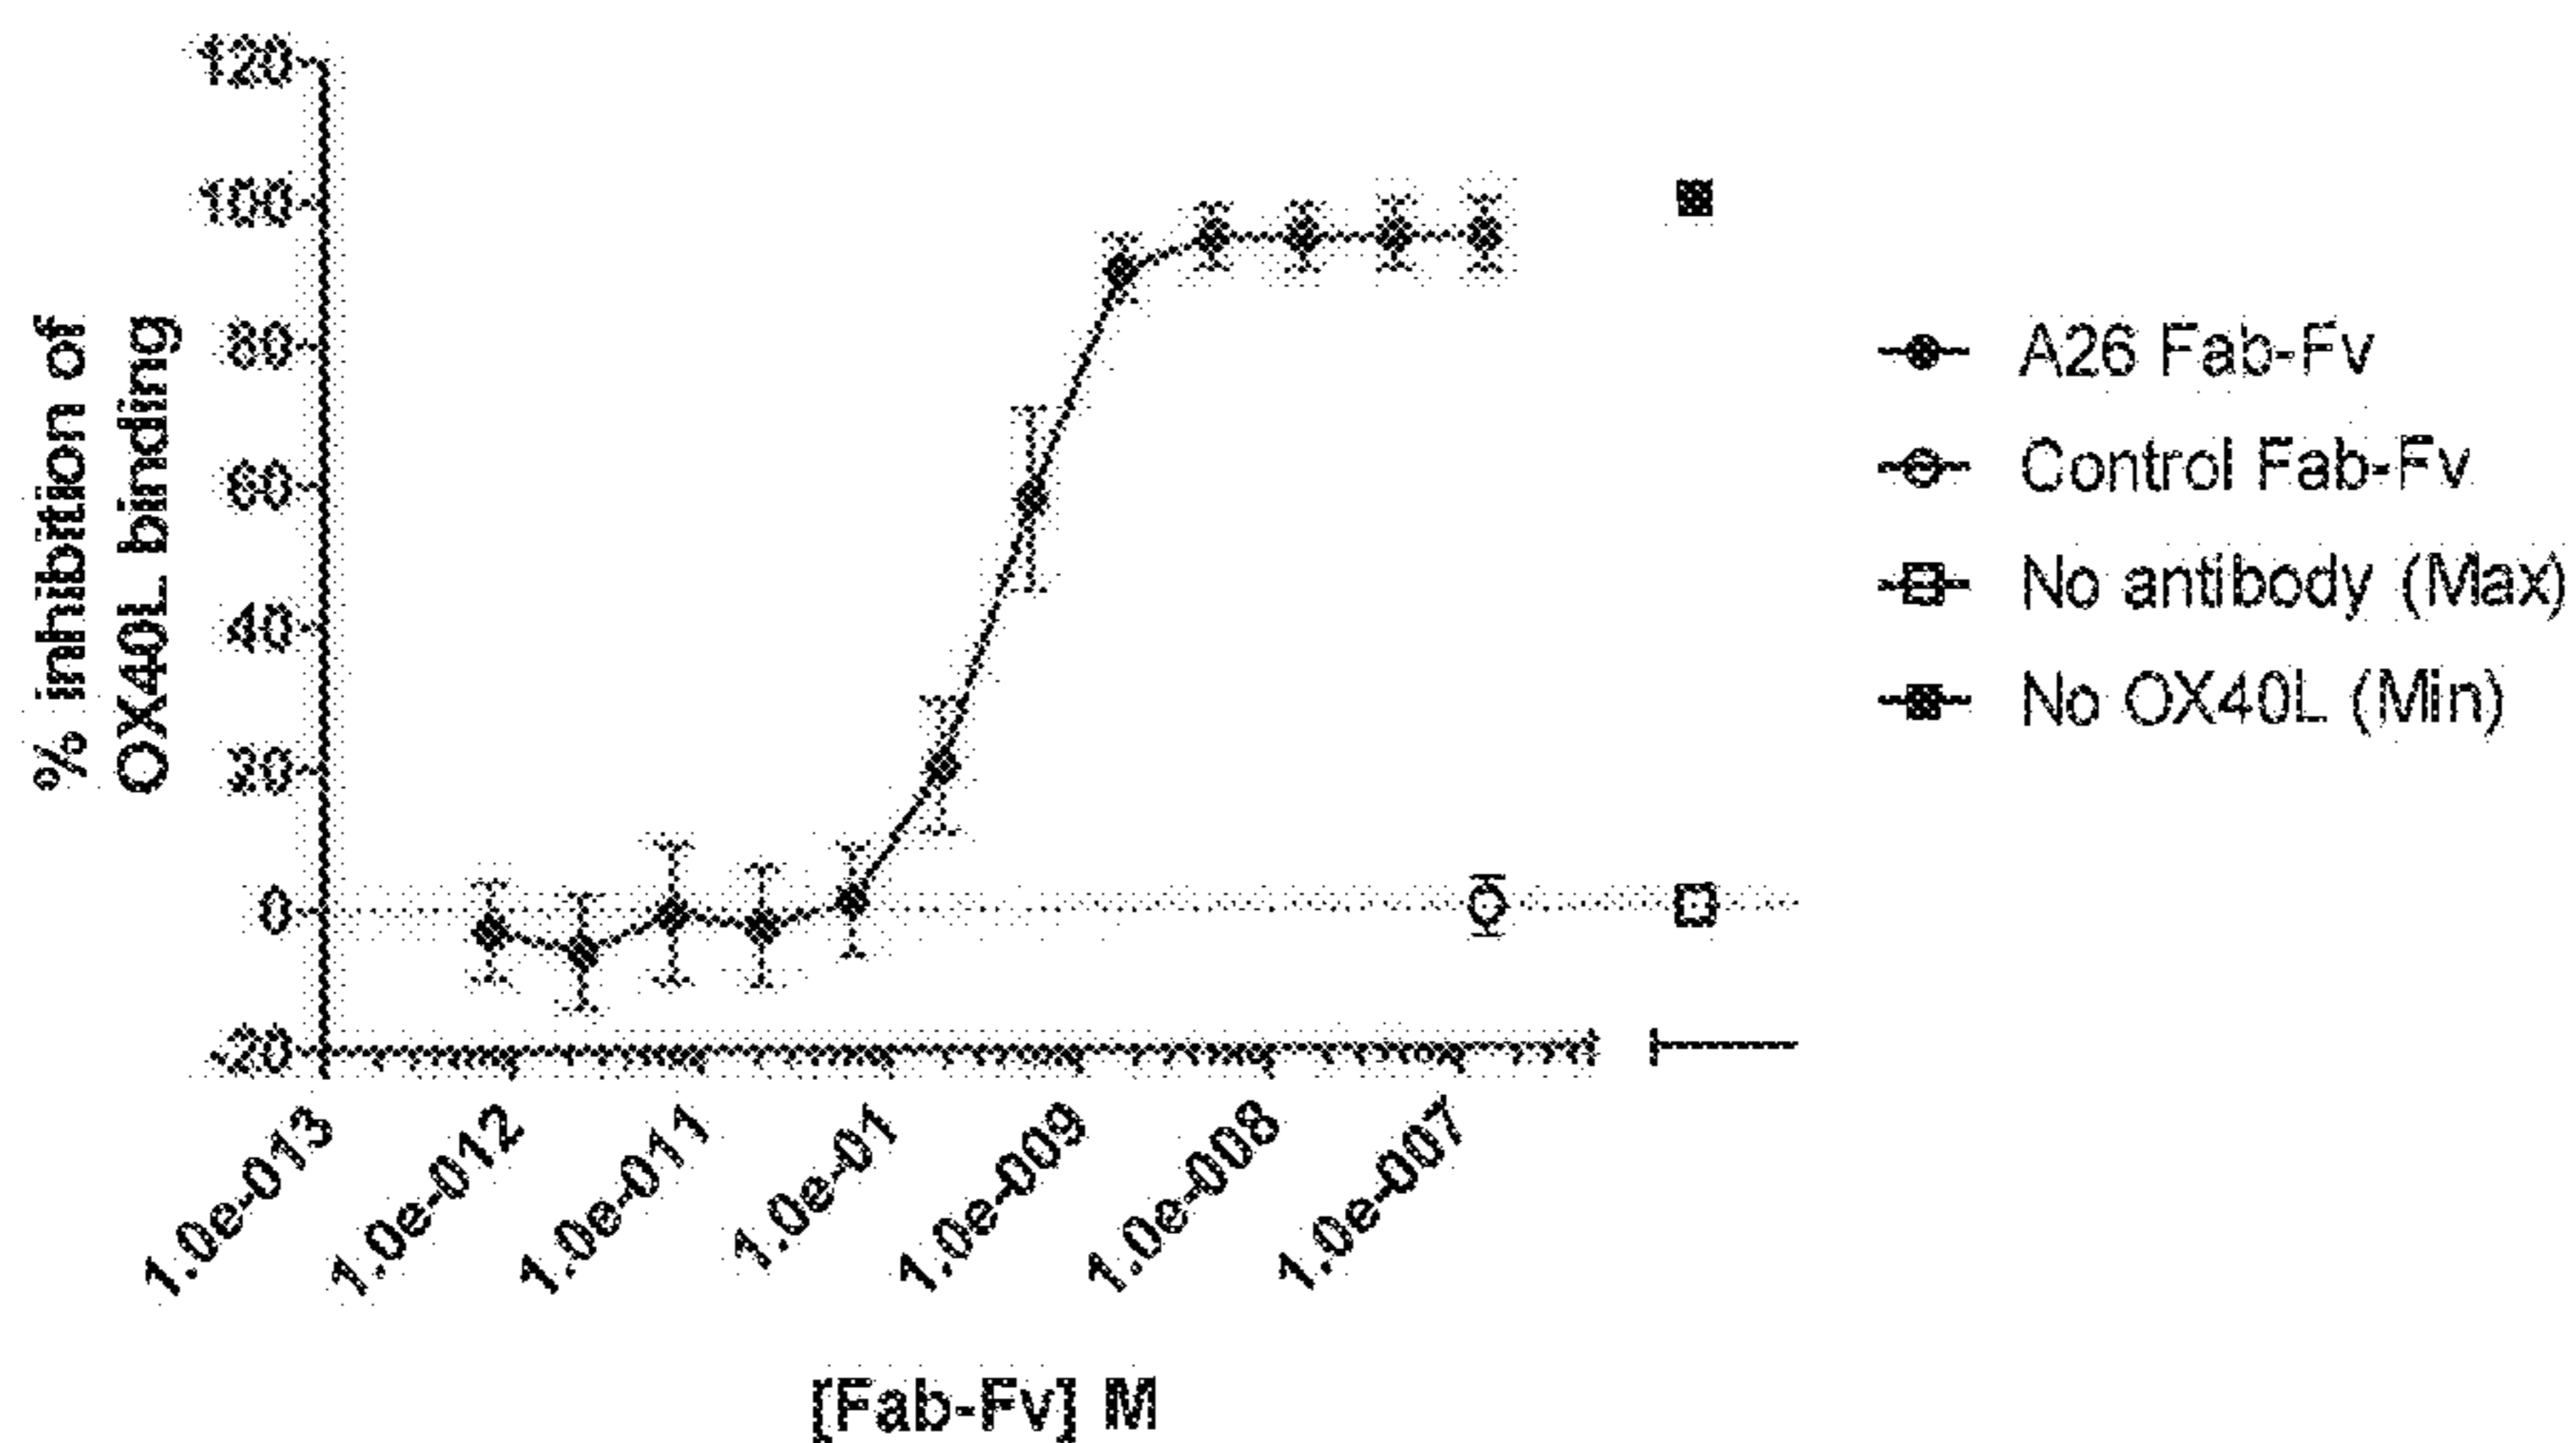 % inhibition of
OX40L binding
120
100
80
60
40
20
0
-20
1.0e-013
1.0e-012
1.0e-011
1.0e-01
1.0e-009
1.0e-008
1.0e-007
[Fab-Fv] M
A26 Fab-Fv
Control Fab-Fv
No antibody (Max)
No OX40L (Min)